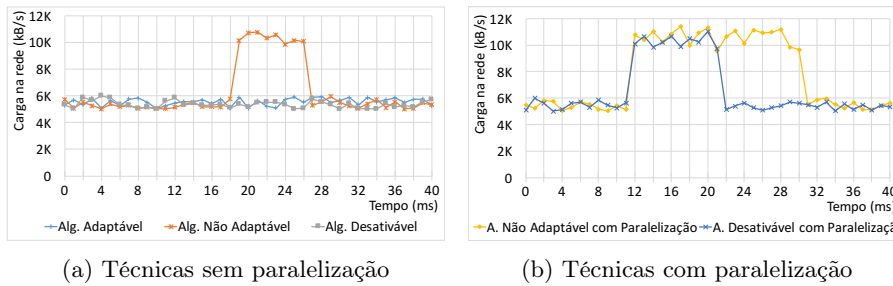 Carga na rede (kB/s)
12K
10K
8K
6K
4K
2K
0
0 4 8 12 16 20 24 28 32 36 40
Tempo (ms)
Alg. Adaptável Alg. Não Adaptável Alg. Desativável
(a) Técnicas sem paralelização
Carga na rede (kB/s)
12K
10K
8K
6K
4K
2K
0
0 4 8 12 16 20 24 28 32 36 40
Tempo (ms)
A. Não Adaptável com Paralelização A. Desativável com Paralelização
(b) Técnicas com paralelização